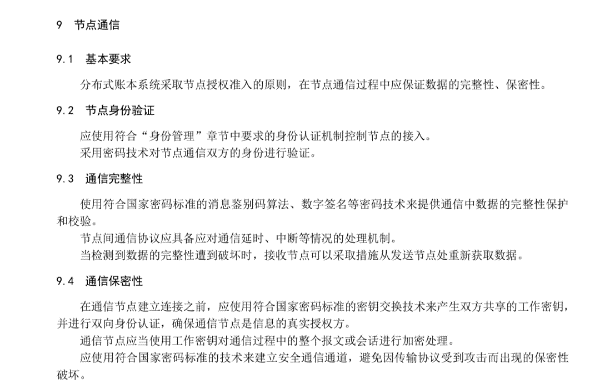 9 节点通信
9.1 基本要求
分布式账本系统采取节点授权准入的原则，在节点通信过程中应保证数据的完整性、保密性。
9.2 节点身份验证
应使用符合“身份管理”章节中要求的身份认证机制控制节点的接入。
采用密码技术对节点通信双方的身份进行验证。
9.3 通信完整性
使用符合国家密码标准的消息鉴别码算法、数字签名等密码技术来提供通信中数据的完整性保护
和校验。
节点间通信协议应具备应对通信延时、中断等情况的处理机制。
当检测到数据的完整性遭到破坏时，接收节点可以采取措施从发送节点处重新获取数据。
9.4 通信保密性
在通信节点建立连接之前，应使用符合国家密码标准的密钥交换技术来产生双方共享的工作密钥，
并进行双向身份认证，确保通信节点是信息的真实授权方。
通信节点应当使用工作密钥对通信过程中的整个报文或会话进行加密处理。
应使用符合国家密码标准的技术来建立安全通信通道，避免因传输协议受到攻击而出现的保密性
破坏。